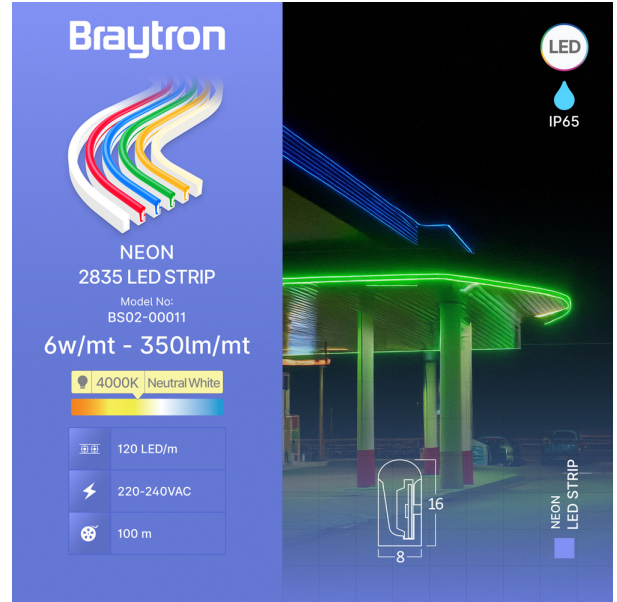 Braytron
NEON
2835 LED STRIP
Model No:
BS02-00011
6w/mt - 350lm/mt
4000K Neutral White
120 LED/m
220-240VAC
100 m
LED
IP65
16
8
NEON
LED STRIP